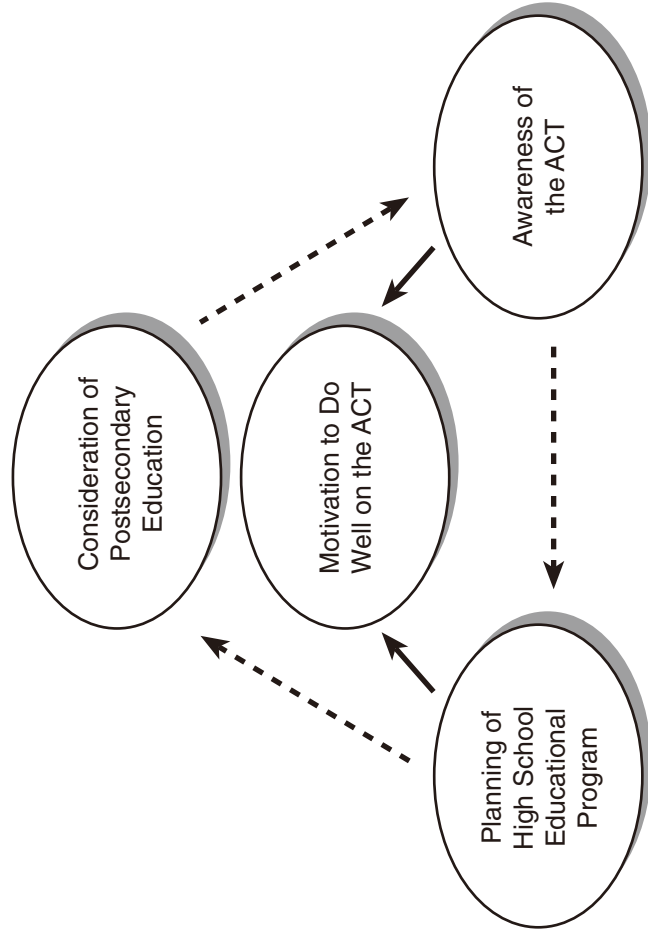 Consideration of
Postsecondary
Education
Motivation to Do
Well on the ACT
Planning of
High School
Educational
Program
Awareness of
the ACT